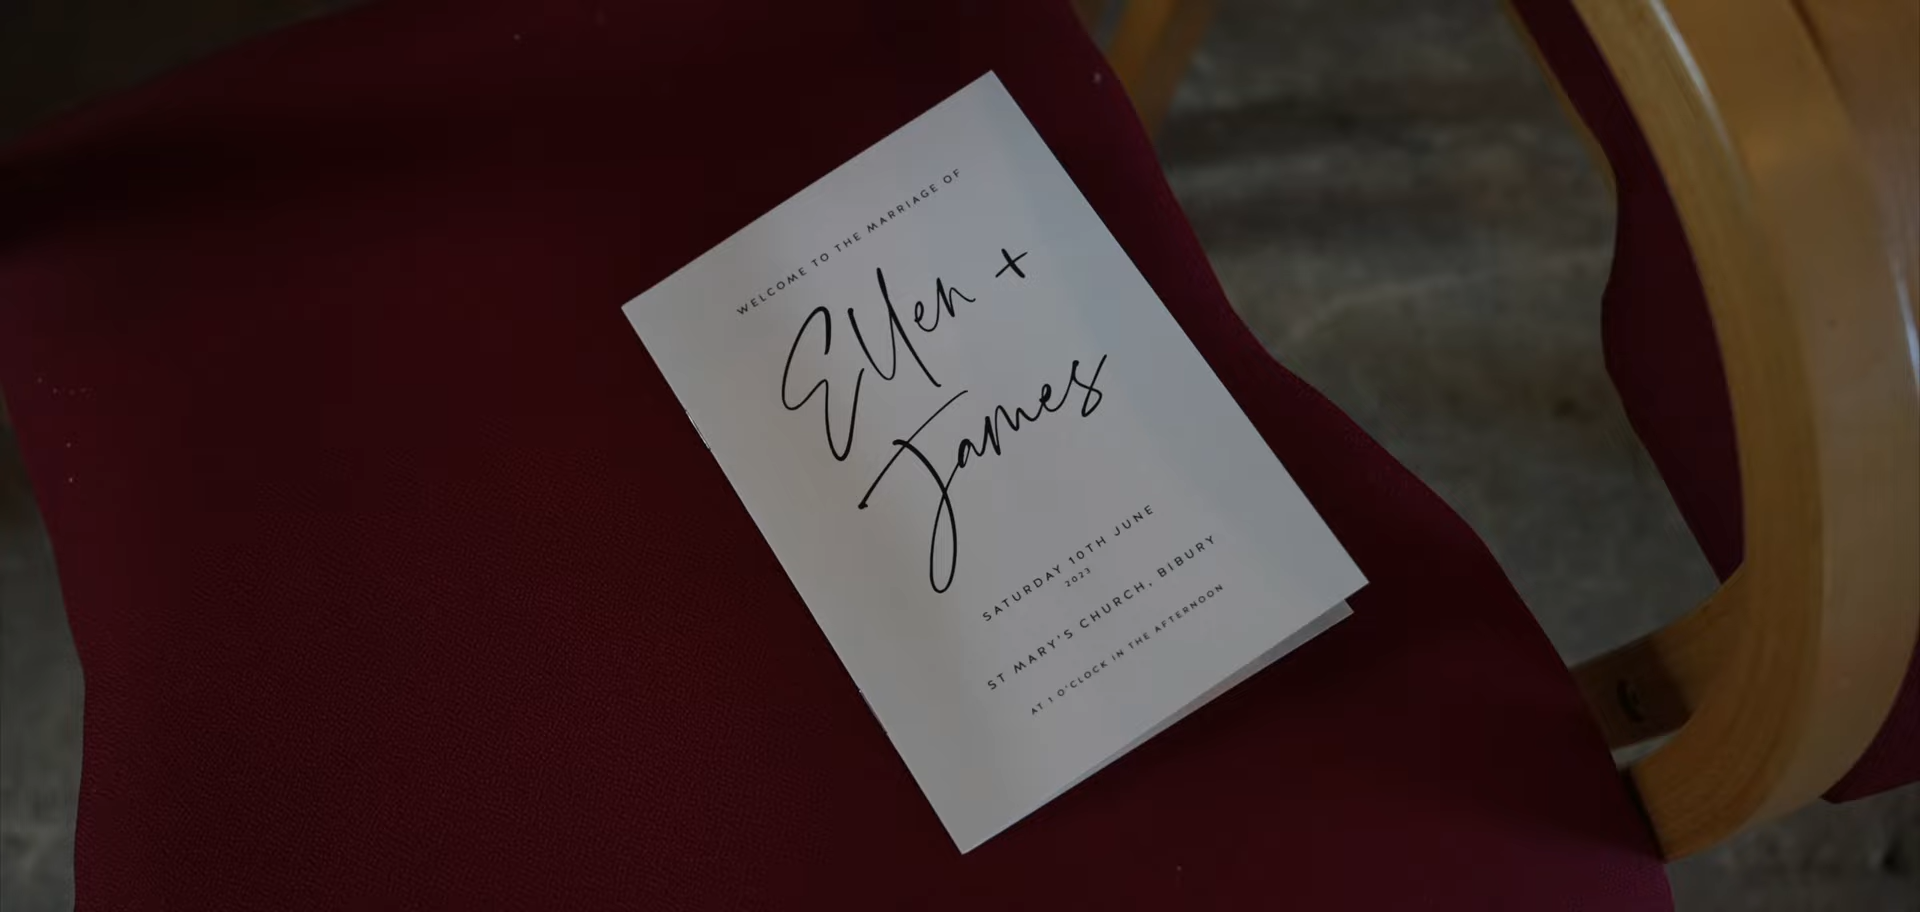 WELCOME TO THE MARRIAGE OF
Ellen +
James
SATURDAY 10TH JUNE
2023
ST MARY'S CHURCH, BIBURY
AT 1 O'CLOCK IN THE AFTERNOON